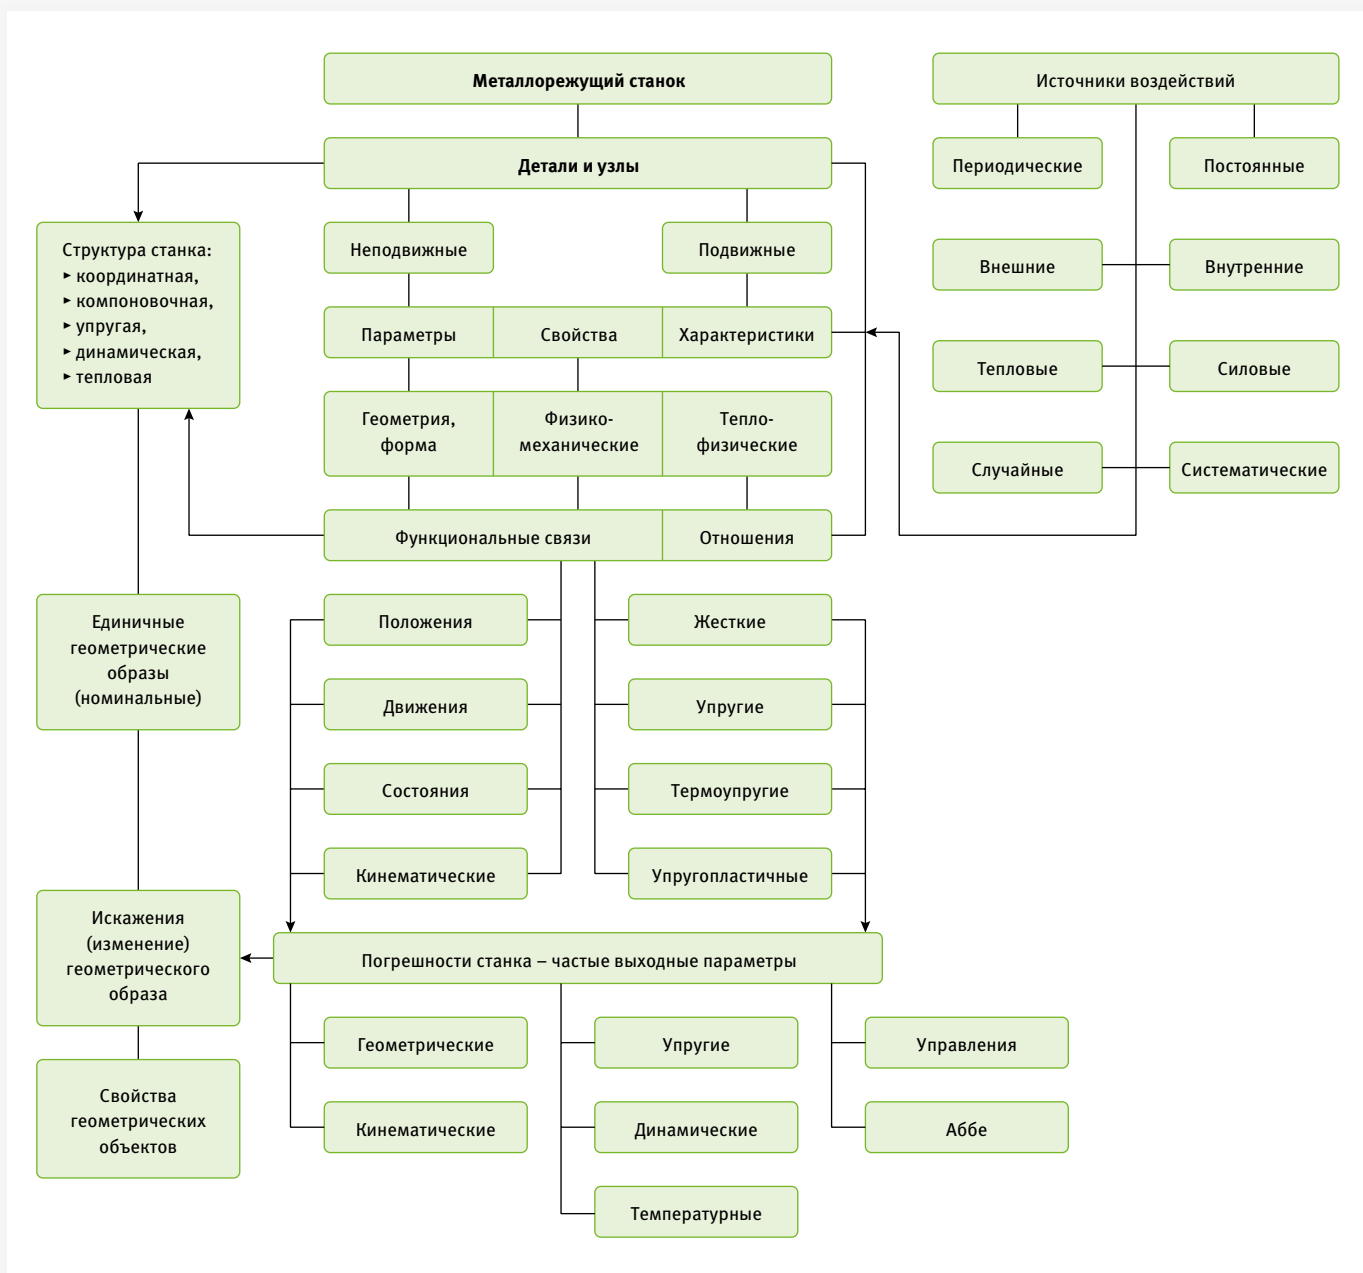 Металлорежущий станок
Источники воздействий
Детали и узлы
Периодические
Постоянные
Структура станка:
▸ координатная,
▸ компоновочная,
▸ упругая,
▸ динамическая,
▸ тепловая
Неподвижные
Подвижные
Внешние
Внутренние
Параметры
Свойства
Характеристики
Тепловые
Силовые
Геометрия,
форма
Физико-
механические
Тепло-
физические
Случайные
Систематические
Функциональные связи
Отношения
Единичные
геометрические
образы
(номинальные)
Положения
Жесткие
Движения
Упругие
Состояния
Термоупругие
Кинематические
Упругопластичные
Искажения
(изменение)
геометрического
образа
Погрешности станка – частые выходные параметры
Геометрические
Упругие
Управления
Свойства
геометрических
объектов
Кинематические
Динамические
Аббе
Температурные